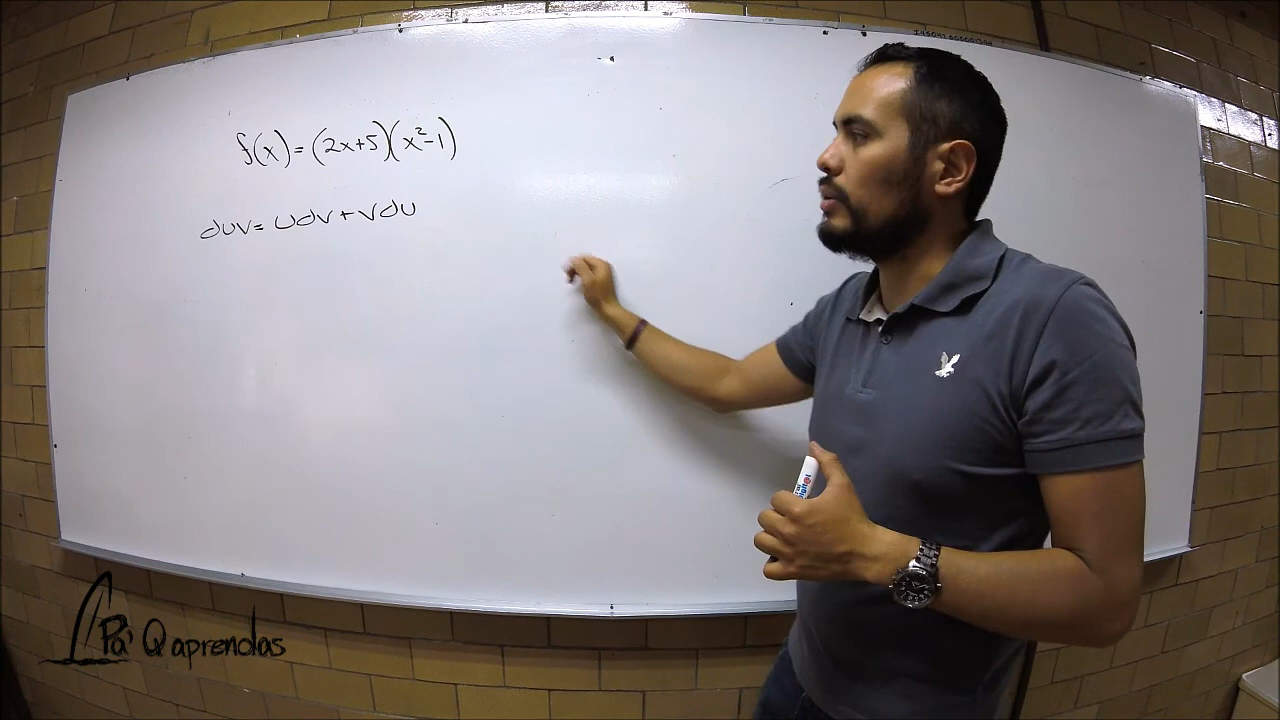 f(x)=(2x+5)(x²-1)
duv= udv+vdu
Pa' Q aprendas